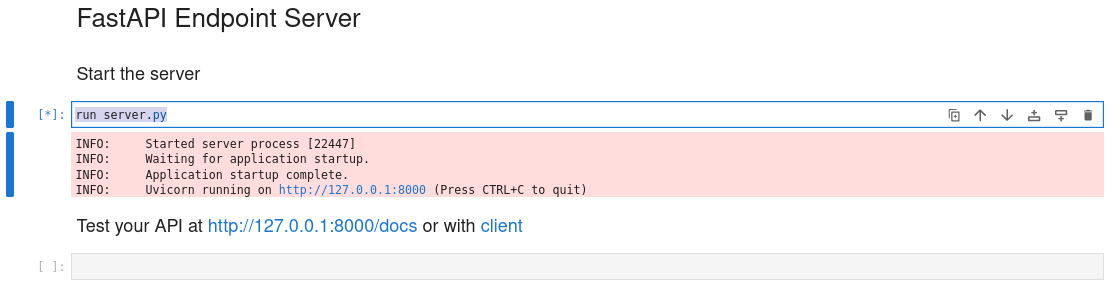 FastAPI Endpoint Server
Start the server
[*]: run server.py
INFO:     Started server process [22447]
INFO:     Waiting for application startup.
INFO:     Application startup complete.
INFO:     Uvicorn running on http://127.0.0.1:8000 (Press CTRL+C to quit)
Test your API at http://127.0.0.1:8000/docs or with client
[ ]: